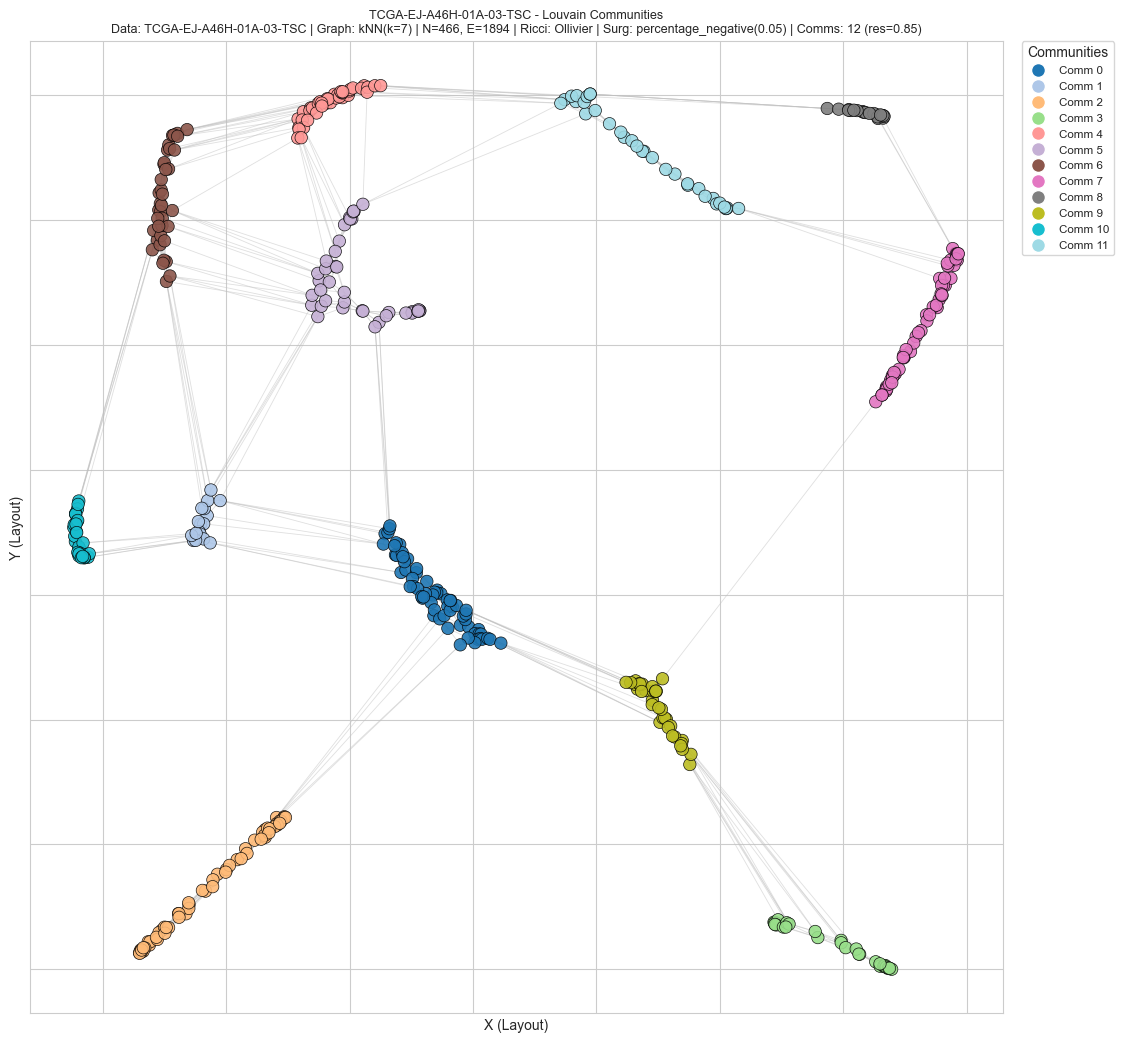 TCGA-EJ-A46H-01A-03-TSC - Louvain Communities
Data: TCGA-EJ-A46H-01A-03-TSC | Graph: kNN(k=7) | N=466, E=1894 | Ricci: Ollivier | Surg: percentage_negative(0.05) | Comms: 12 (res=0.85)
Communities
Comm 0
Comm 1
Comm 2
Comm 3
Comm 4
Comm 5
Comm 6
Comm 7
Comm 8
Comm 9
Comm 10
Comm 11
Y (Layout)
X (Layout)